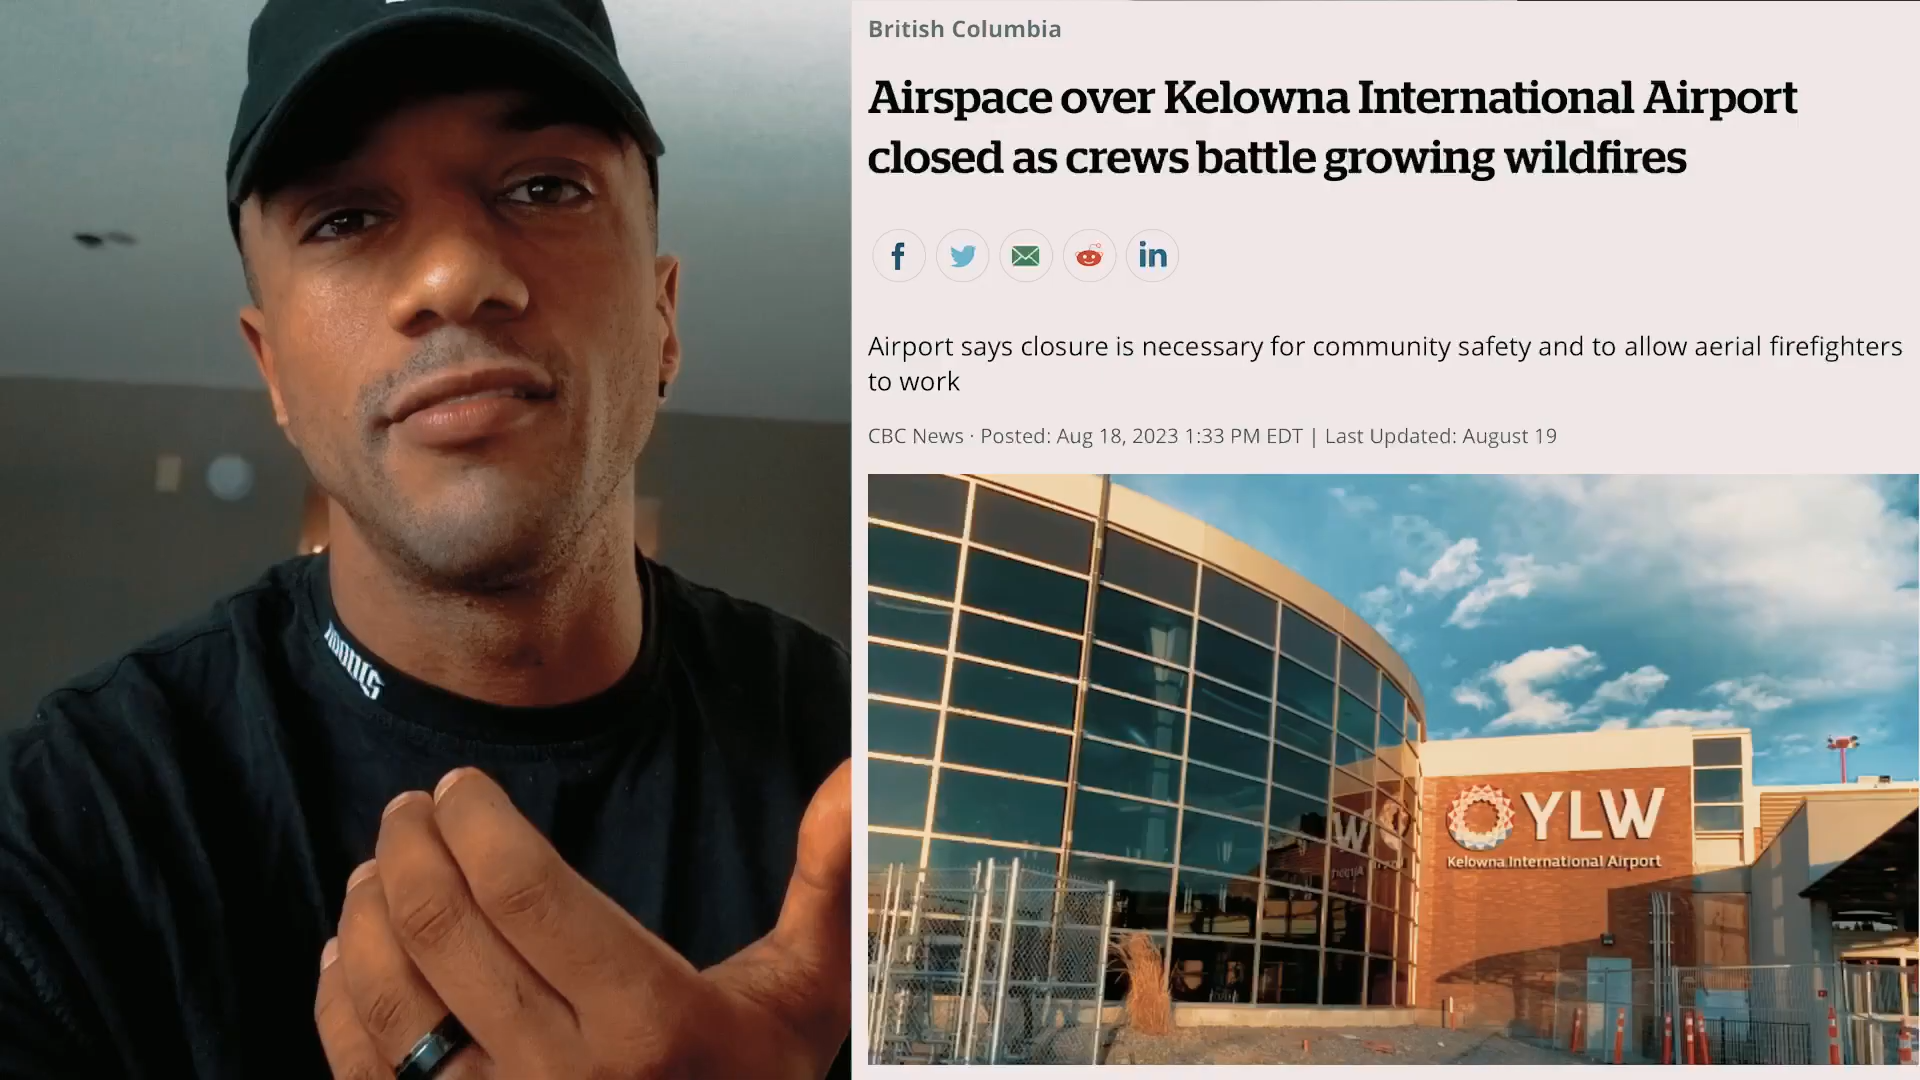 British Columbia
Airspace over Kelowna International Airport
closed as crews battle growing wildfires
f
in
Airport says closure is necessary for community safety and to allow aerial firefighters
to work
CBC News · Posted: Aug 18, 2023 1:33 PM EDT | Last Updated: August 19
YLW
Kelowna International Airport